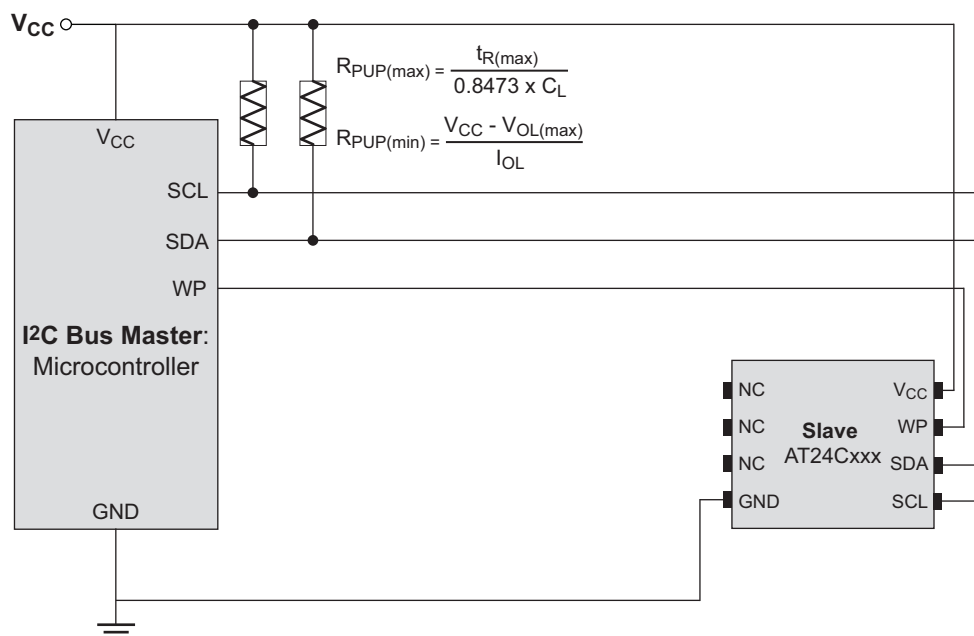 VCC
RPUP(max) = tR(max)
0.8473 x CL
RPUP(min) = VCC - VOL(max)
IOL
VCC
SCL
SDA
WP
I2C Bus Master:
Microcontroller
GND
NC
NC
NC
GND
Slave
AT24Cxxx
VCC
WP
SDA
SCL